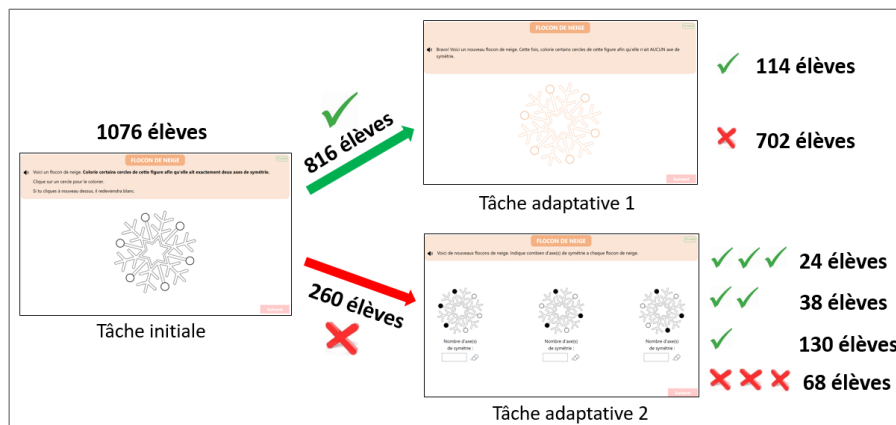 1076 élèves
FLOCON DE NEIGE
Voici un flocon de neige. Colorie certains cercles de cette figure afin qu'elle ait exactement deux axes de symétrie.
Clique sur un cercle pour le colorier.
Si tu cliques à nouveau dessus, il redeviendra blanc.
Tâche initiale
816 élèves
260 élèves
FLOCON DE NEIGE
Bravo! Voici un nouveau flocon de neige. Cette fois, colorie certains cercles de cette figure afin qu'elle n'ait AUCUN axe de
symétrie.
Tâche adaptative 1
114 élèves
702 élèves
FLOCON DE NEIGE
Voici de nouveaux flocons de neige. Indique combien d'axe(s) de symétrie a chaque flocon de neige.
Nombre d'axe(s)
de symétrie :
Nombre d'axe(s)
de symétrie :
Nombre d'axe(s)
de symétrie :
Tâche adaptative 2
24 élèves
38 élèves
130 élèves
68 élèves